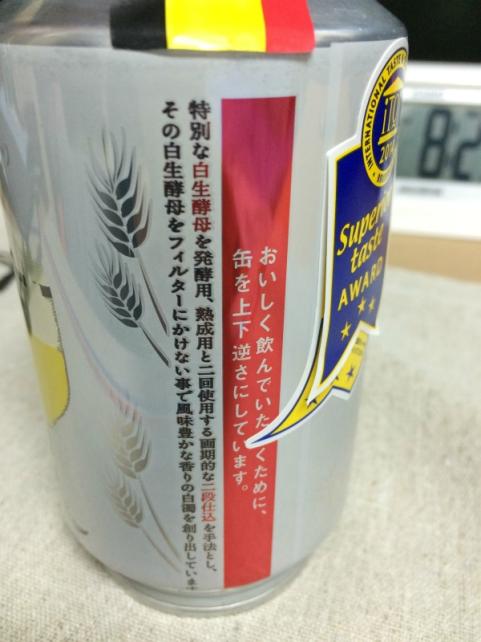 おいしく飲んでいただくために、
缶を上下逆さにしています。
特別な白生酵母を発酵用、熟成用と二回使用する画期的な二段仕込を手法とし、
その白生酵母をフィルターにかけない事で風味豊かな香りの白濁を創り出しています
INTERNATIONAL TASTE
iTQi
Superior
taste
AWARD
82